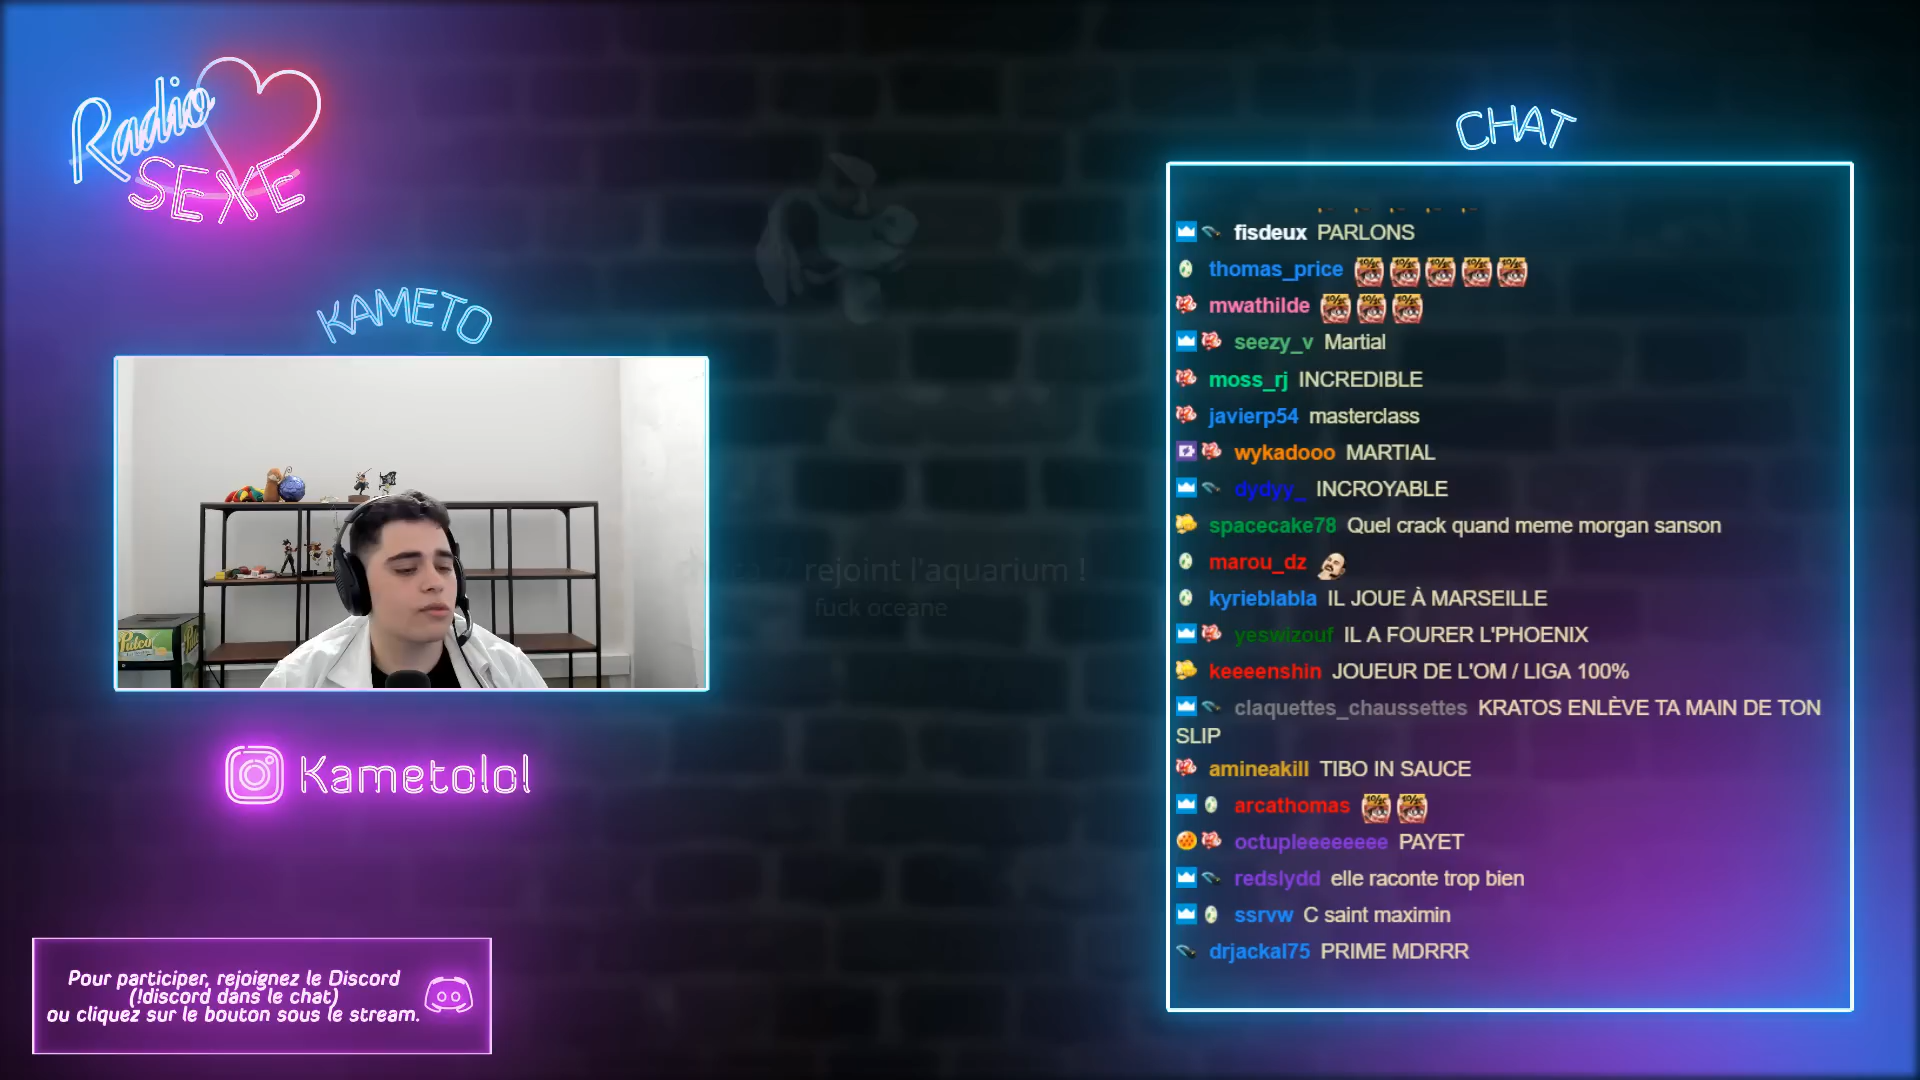 Radio
SEXE
KAMETO
Pulco
Kametolol
Pour participer, rejoignez le Discord
(!discord dans le chat)
ou cliquez sur le bouton sous le stream.
rejoint l'aquarium !
fuck oceane
CHAT
fisdeux PARLONS
thomas_price
mwathilde
seezy_v Martial
moss_rj INCREDIBLE
javierp54 masterclass
wykadooo MARTIAL
dydyy_ INCROYABLE
spacecake78 Quel crack quand meme morgan sanson
marou_dz
kyrieblabla IL JOUE À MARSEILLE
yeswizouf IL A FOURER L'PHOENIX
keeeenshin JOUEUR DE L'OM / LIGA 100%
claquettes_chaussettes KRATOS ENLÈVE TA MAIN DE TON
SLIP
amineakill TIBO IN SAUCE
arcathomas
octupleeeeeeee PAYET
redslydd elle raconte trop bien
ssrvw C saint maximin
drjackal75 PRIME MDRRR